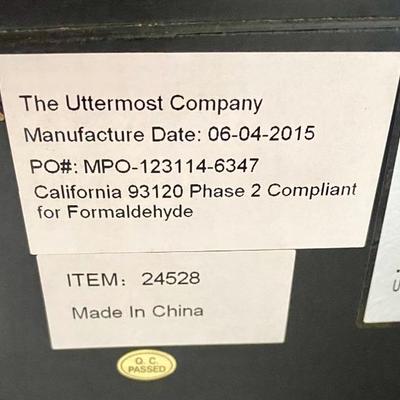 The Uttermost Company
Manufacture Date: 06-04-2015
PO#: MPO-123114-6347
California 93120 Phase 2 Compliant
for Formaldehyde
ITEM: 24528
Made In China
Q. C.
PASSED